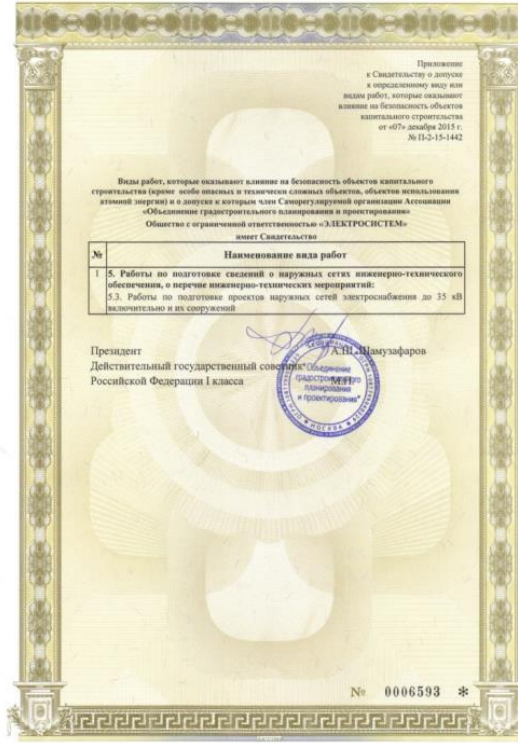 Приложение
к Свидетельству о допуске
к определенному виду или
видам работ, которые оказывают
влияние на безопасность объектов
капитального строительства
от «07» декабря 2015 г.
№ П-2-15-1442
Виды работ, которые оказывают влияние на безопасность объектов капитального
строительства (кроме особо опасных и технически сложных объектов, объектов использования
атомной энергии) и о допуске к которым член Саморегулируемой организации Ассоциации
«Объединение градостроительного планирования и проектирования»
Общество с ограниченной ответственностью «ЭЛЕКТРОСИСТЕМ»
имеет Свидетельство
№ Наименование вида работ
1 5. Работы по подготовке сведений о наружных сетях инженерно-технического
обеспечения, о перечне инженерно-технических мероприятий:
5.3. Работы по подготовке проектов наружных сетей электроснабжения до 35 кВ
включительно и их сооружений
Президент А.Ш. Шамузафаров
Действительный государственный советник
Российской Федерации I класса М.П.
"Объединение
градостроительного
планирования
и проектирования"
МОСКВА
№ 0006593 *